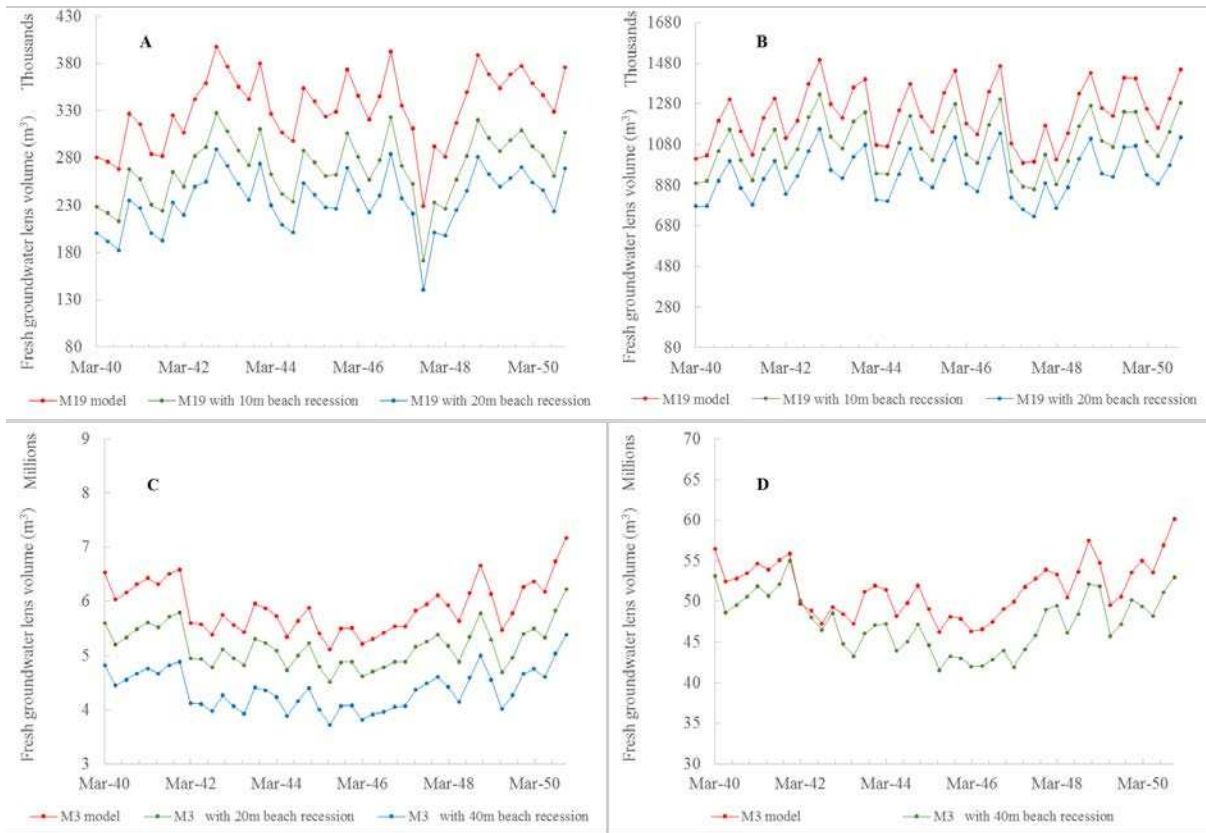 A
Thousands
Fresh groundwater lens volume (m³)
430
380
330
280
230
180
130
80
Mar-40 Mar-42 Mar-44 Mar-46 Mar-48 Mar-50
M19 model M19 with 10m beach recession M19 with 20m beach recession
B
Thousands
Fresh groundwater lens volume (m³)
1680
1480
1280
1080
880
680
480
280
80
Mar-40 Mar-42 Mar-44 Mar-46 Mar-48 Mar-50
M19 model M19 with 10m beach recession M19 with 20m beach recession
C
Millions
Fresh groundwater lens volume (m³)
9
8
7
6
5
4
3
Mar-40 Mar-42 Mar-44 Mar-46 Mar-48 Mar-50
M3 model M3 with 20m beach recession M3 with 40m beach recession
D
Millions
Fresh groundwater lens volume (m³)
70
65
60
55
50
45
40
35
30
Mar-40 Mar-42 Mar-44 Mar-46 Mar-48 Mar-50
M3 model M3 with 40m beach recession